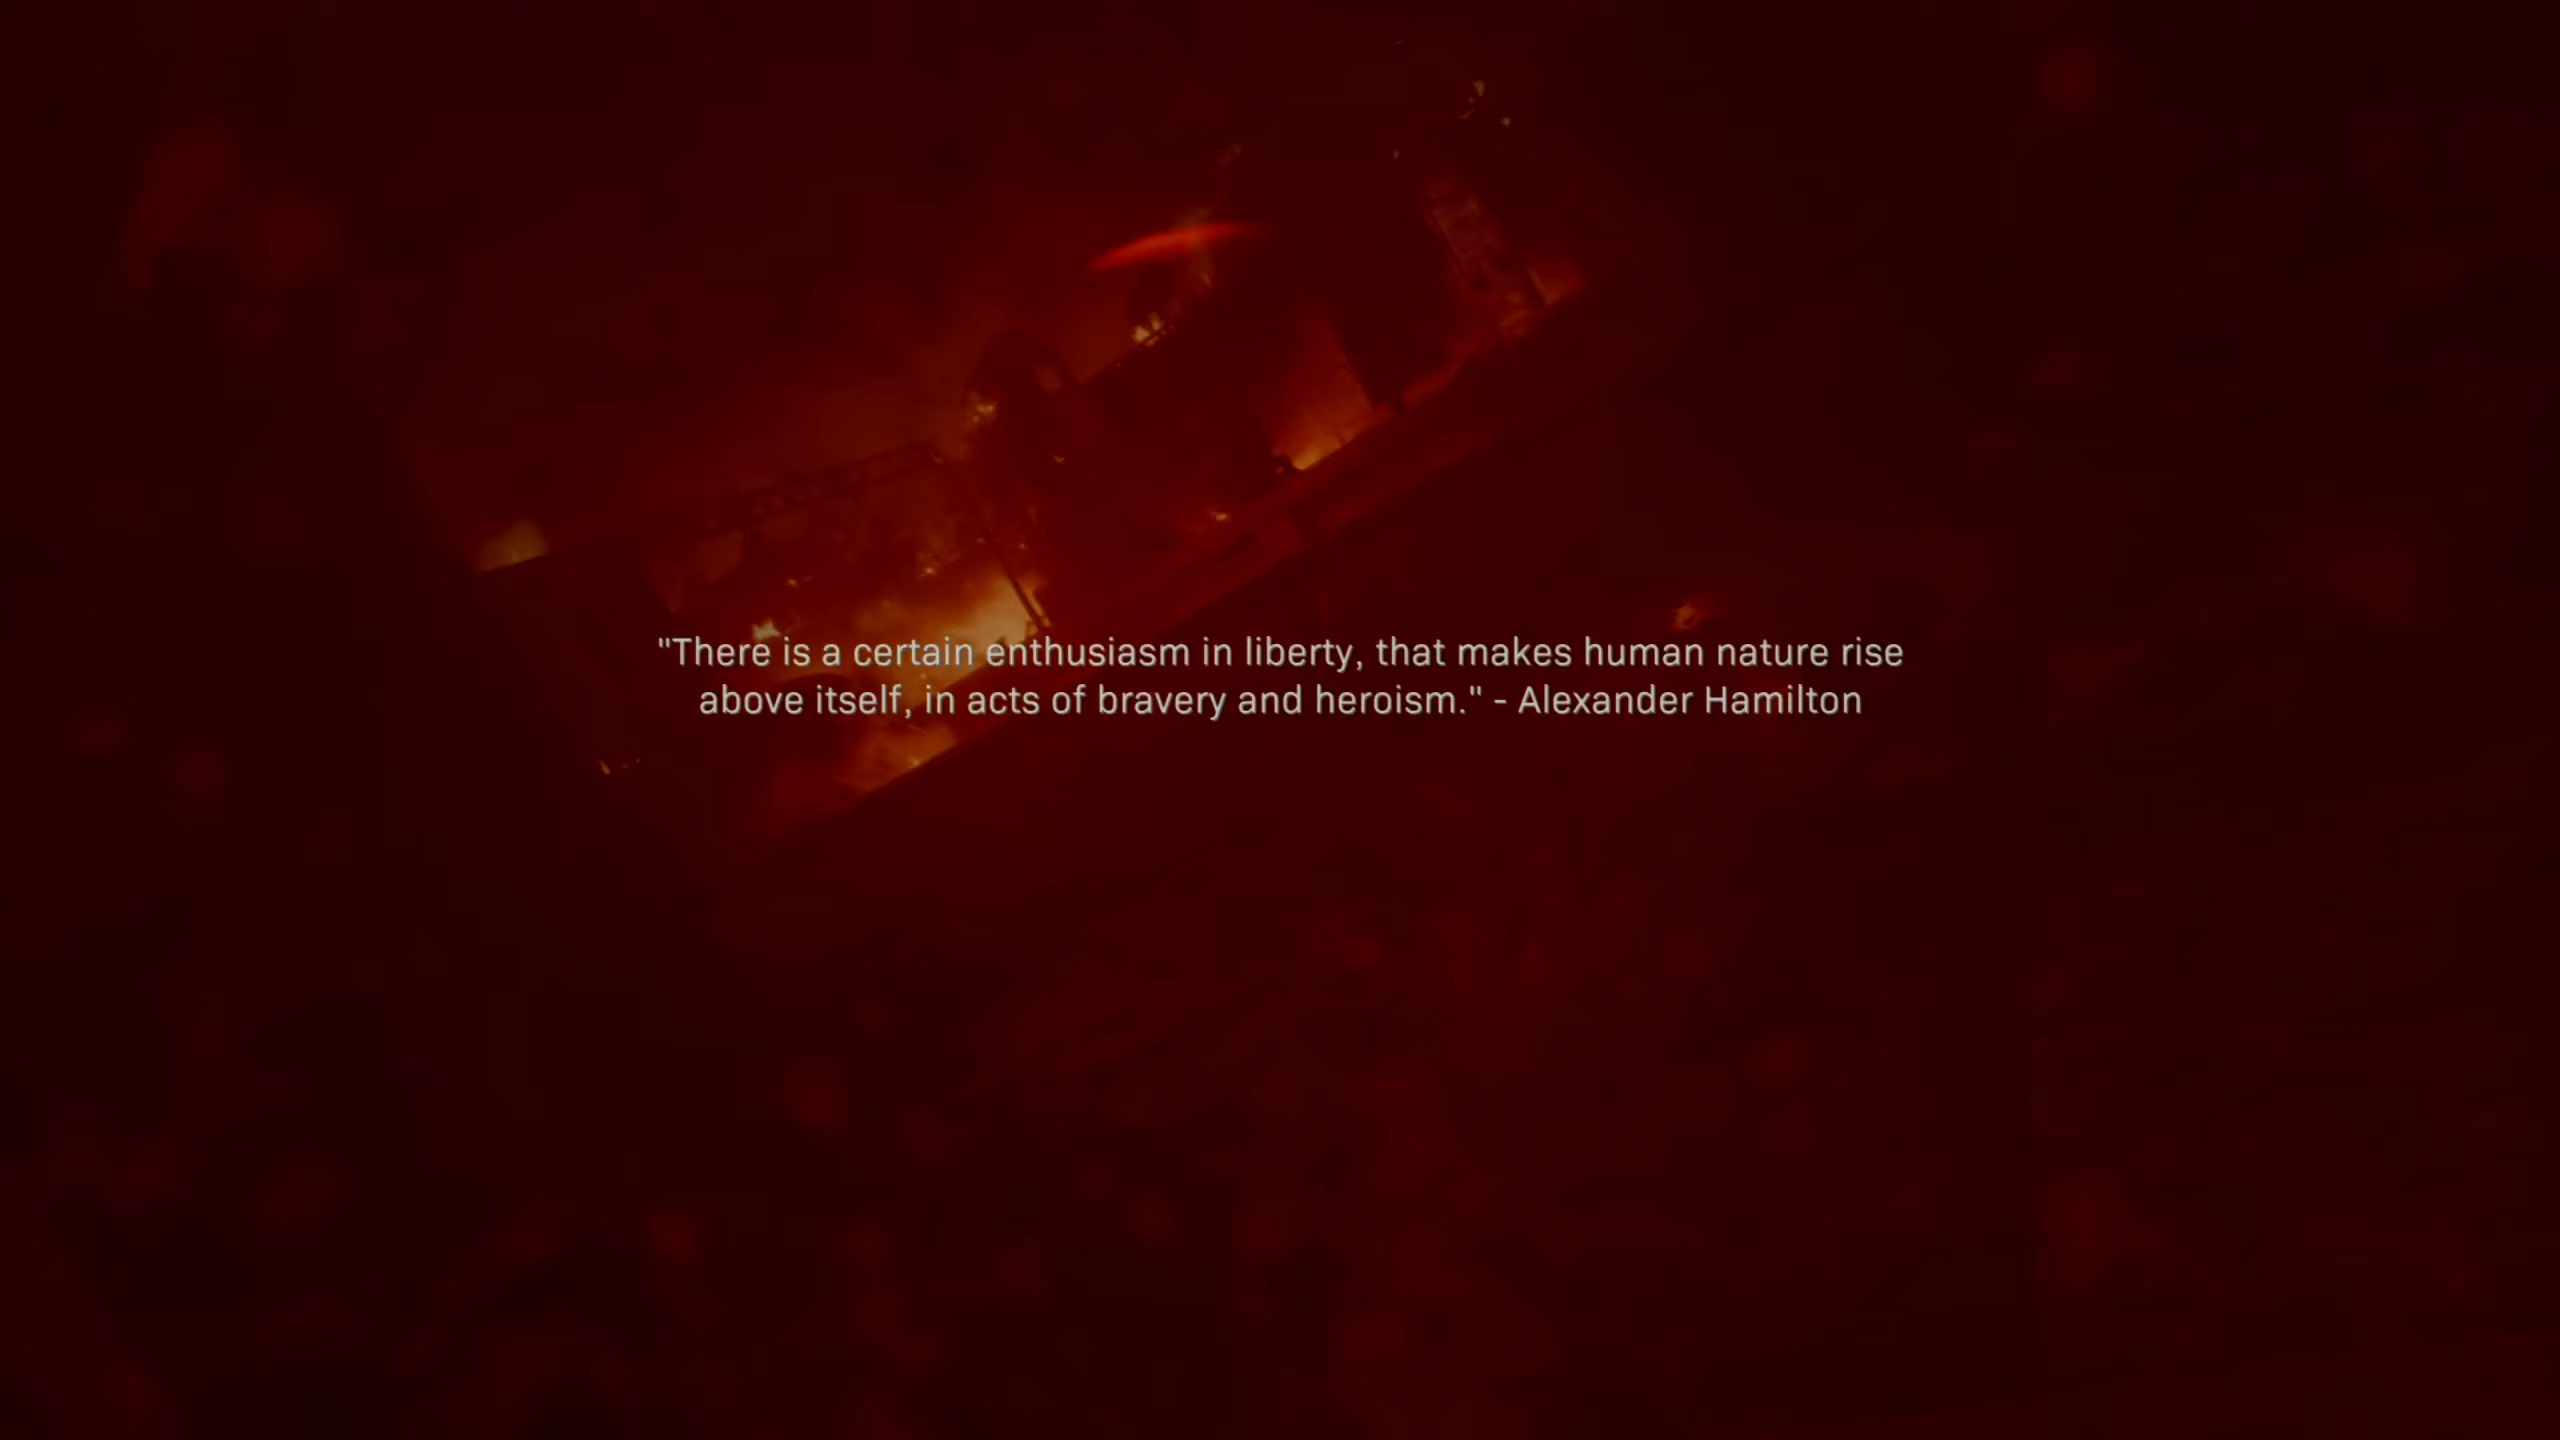 "There is a certain enthusiasm in liberty, that makes human nature rise
above itself, in acts of bravery and heroism." - Alexander Hamilton